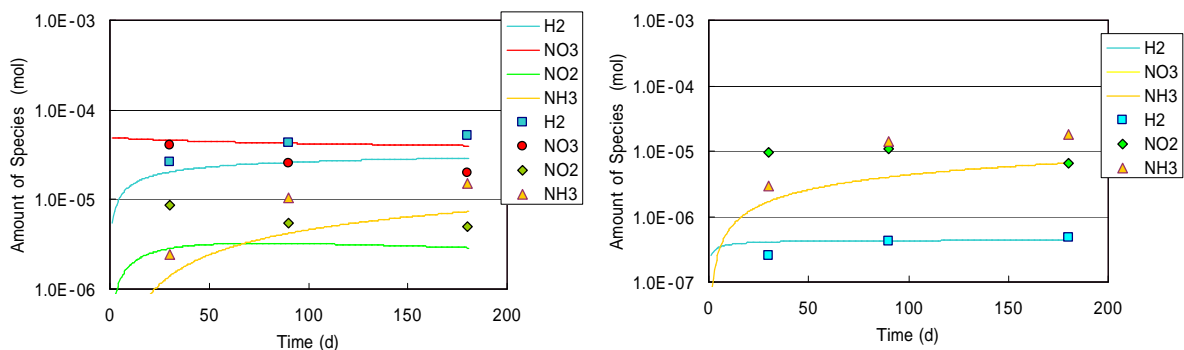 1.0E-03
1.0E-04
1.0E-05
1.0E-06
Amount of Species (mol)
0
50
100
150
200
Time (d)
H2
NO3
NO2
NH3
H2
NO3
NO2
NH3
1.0E-03
1.0E-04
1.0E-05
1.0E-06
1.0E-07
Amount of Species (mol)
0
50
100
150
200
Time (d)
H2
NO3
NH3
H2
NO2
NH3